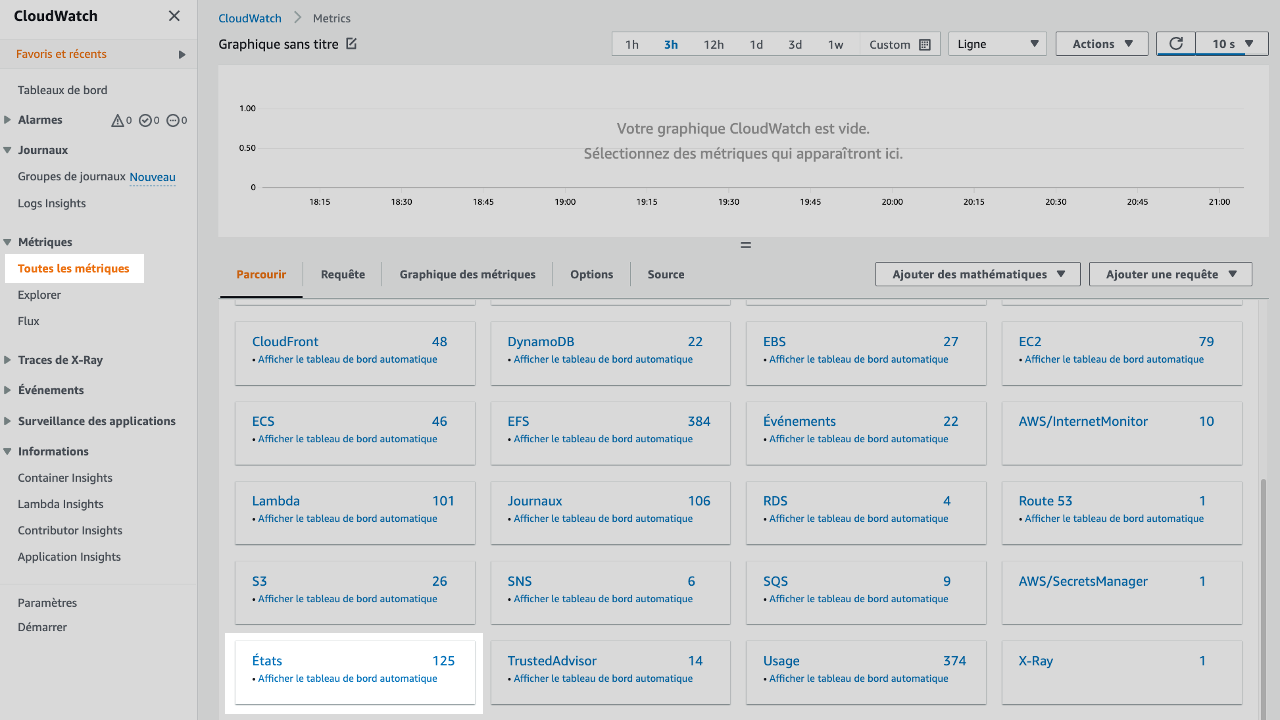 CloudWatch
Favoris et récents
Tableaux de bord
Alarmes 0 0 0
Journaux
Groupes de journaux Nouveau
Logs Insights
Métriques
Toutes les métriques
Explorer
Flux
Traces de X-Ray
Événements
Surveillance des applications
Informations
Container Insights
Lambda Insights
Contributor Insights
Application Insights
Paramètres
Démarrer
CloudWatch Metrics
Graphique sans titre
1h 3h 12h 1d 3d 1w Custom
Ligne
Actions
10 s
1.00
0.50
0
Votre graphique CloudWatch est vide.
Sélectionnez des métriques qui apparaîtront ici.
18:15 18:30 18:45 19:00 19:15 19:30 19:45 20:00 20:15 20:30 20:45 21:00
Parcourir Requête Graphique des métriques Options Source
Ajouter des mathématiques
Ajouter une requête
CloudFront 48
• Afficher le tableau de bord automatique
DynamoDB 22
• Afficher le tableau de bord automatique
EBS 27
• Afficher le tableau de bord automatique
EC2 79
• Afficher le tableau de bord automatique
ECS 46
• Afficher le tableau de bord automatique
EFS 384
• Afficher le tableau de bord automatique
Événements 22
• Afficher le tableau de bord automatique
AWS/InternetMonitor 10
Lambda 101
• Afficher le tableau de bord automatique
Journaux 106
• Afficher le tableau de bord automatique
RDS 4
• Afficher le tableau de bord automatique
Route 53 1
• Afficher le tableau de bord automatique
S3 26
• Afficher le tableau de bord automatique
SNS 6
• Afficher le tableau de bord automatique
SQS 9
• Afficher le tableau de bord automatique
AWS/SecretsManager 1
États 125
• Afficher le tableau de bord automatique
TrustedAdvisor 14
• Afficher le tableau de bord automatique
Usage 374
• Afficher le tableau de bord automatique
X-Ray 1